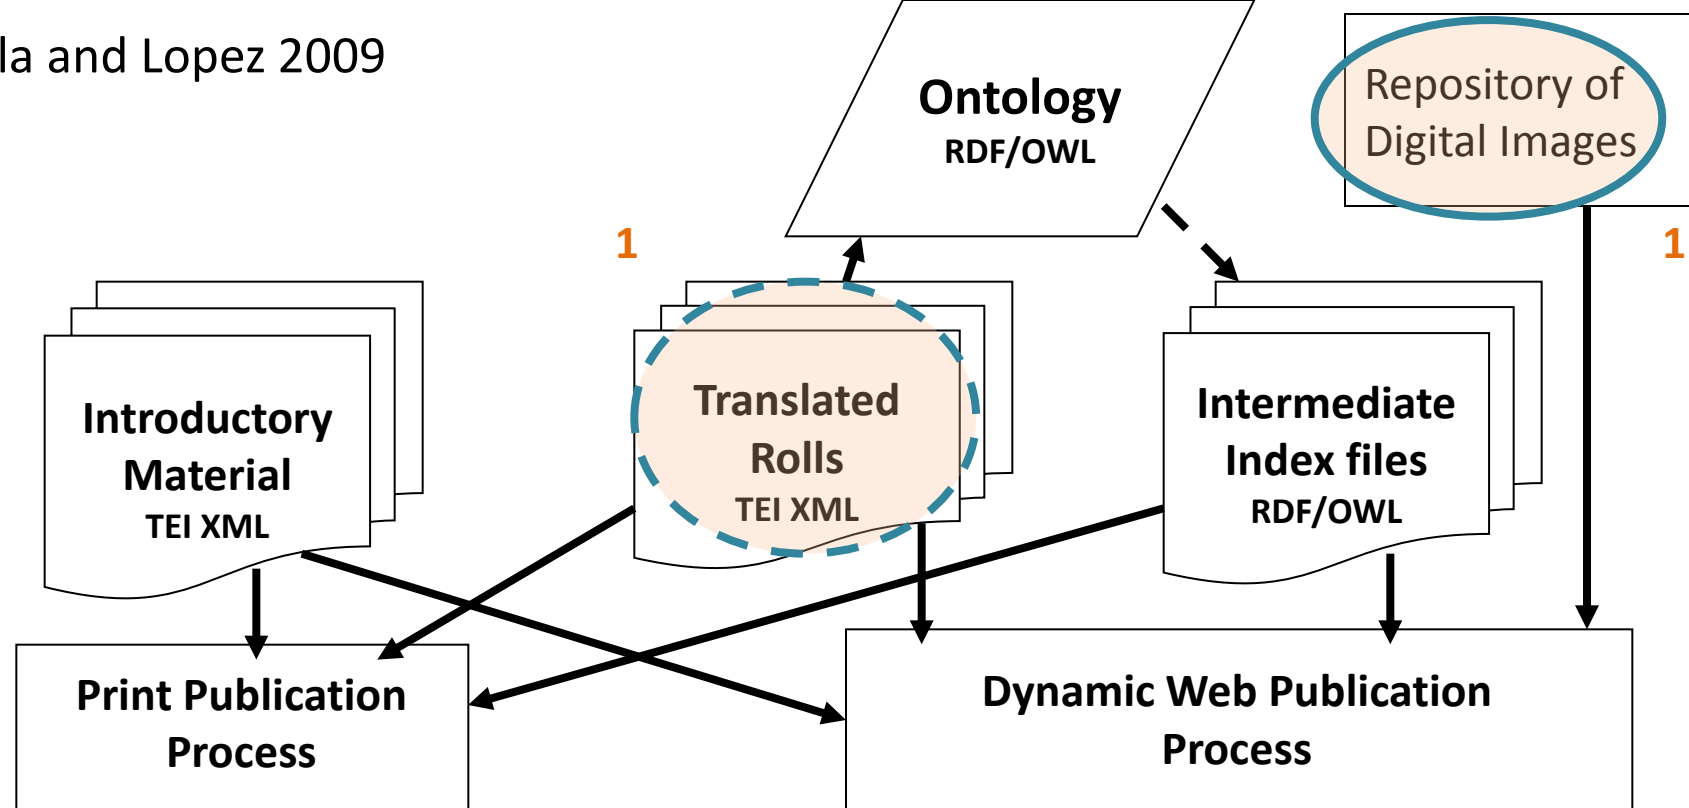 and Lopez 2009
Ontology
RDF/OWL
Repository of
Digital Images
1
1
Introductory
Material
TEI XML
Translated
Rolls
TEI XML
Intermediate
Index files
RDF/OWL
Print Publication
Process
Dynamic Web Publication
Process